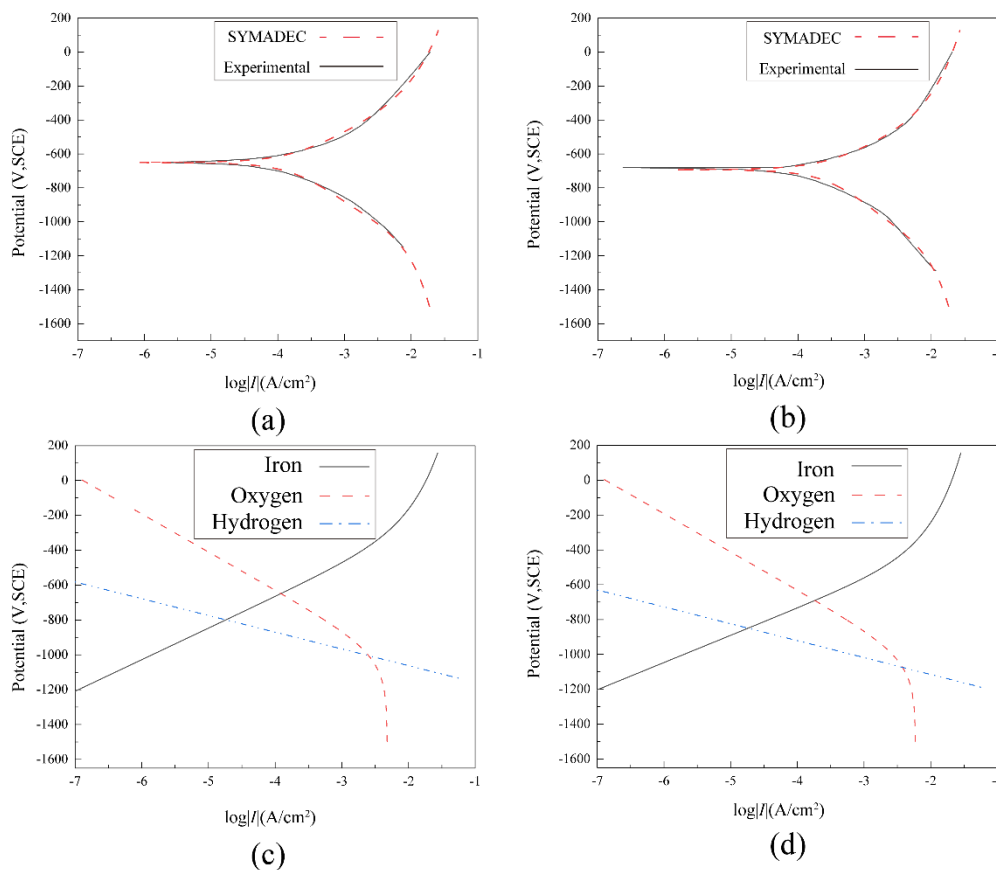 200
0
-200
-400
-600
-800
-1000
-1200
-1400
-1600
Potential (V,SCE)
SYMADEC
Experimental
-7 -6 -5 -4 -3 -2 -1
log|I|(A/cm²)
(a)
200
0
-200
-400
-600
-800
-1000
-1200
-1400
-1600
Potential (V,SCE)
SYMADEC
Experimental
-7 -6 -5 -4 -3 -2 -1
log|I|(A/cm²)
(b)
200
0
-200
-400
-600
-800
-1000
-1200
-1400
-1600
Potential (V,SCE)
Iron
Oxygen
Hydrogen
-7 -6 -5 -4 -3 -2 -1
log|I|(A/cm²)
(c)
200
0
-200
-400
-600
-800
-1000
-1200
-1400
-1600
Potential (V,SCE)
Iron
Oxygen
Hydrogen
-7 -6 -5 -4 -3 -2 -1
log|I|(A/cm²)
(d)